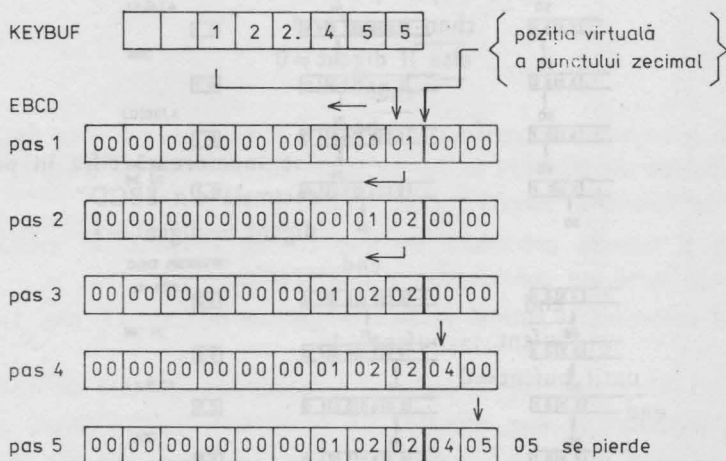 KEYBUF 1 2 2. 4 5 5
poziția virtuală
a punctului zecimal
EBCD
pas 1 00 00 00 00 00 00 00 00 01 00 00
pas 2 00 00 00 00 00 00 00 01 02 00 00
pas 3 00 00 00 00 00 00 01 02 02 00 00
pas 4 00 00 00 00 00 00 01 02 02 04 00
pas 5 00 00 00 00 00 00 01 02 02 04 05 05 se pierde